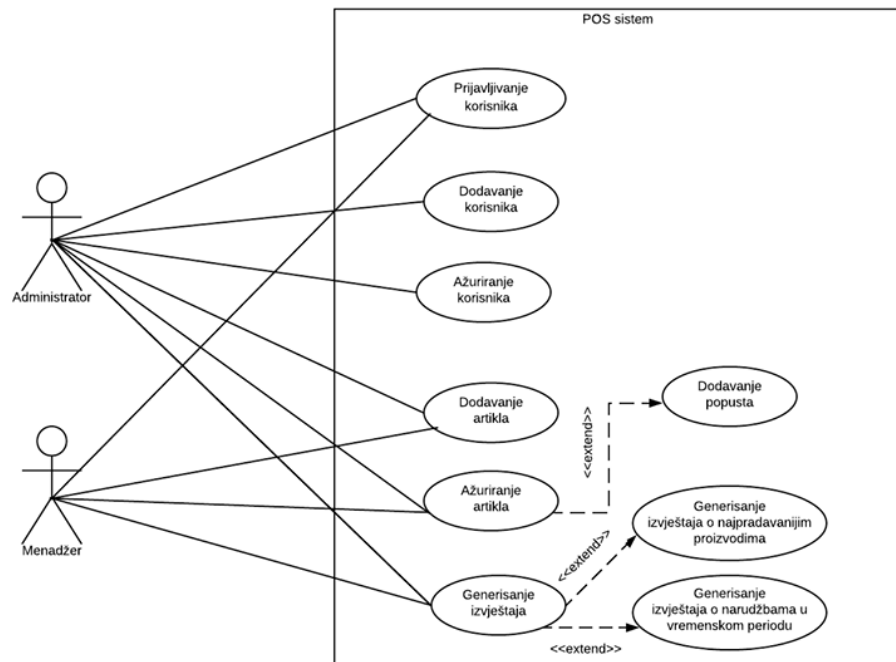 POS sistem
Prijavljivanje
korisnika
Dodavanje
korisnika
Administrator
Ažuriranje
korisnika
Dodavanje
artikla
<<extend>>
Dodavanje
popusta
Menadžer
Ažuriranje
artikla
<<extend>>
Generisanje
izvještaja o najpradavanijim
proizvodima
Generisanje
izvještaja
Generisanje
izvještaja o narudžbama u
vremenskom periodu
<<extend>>